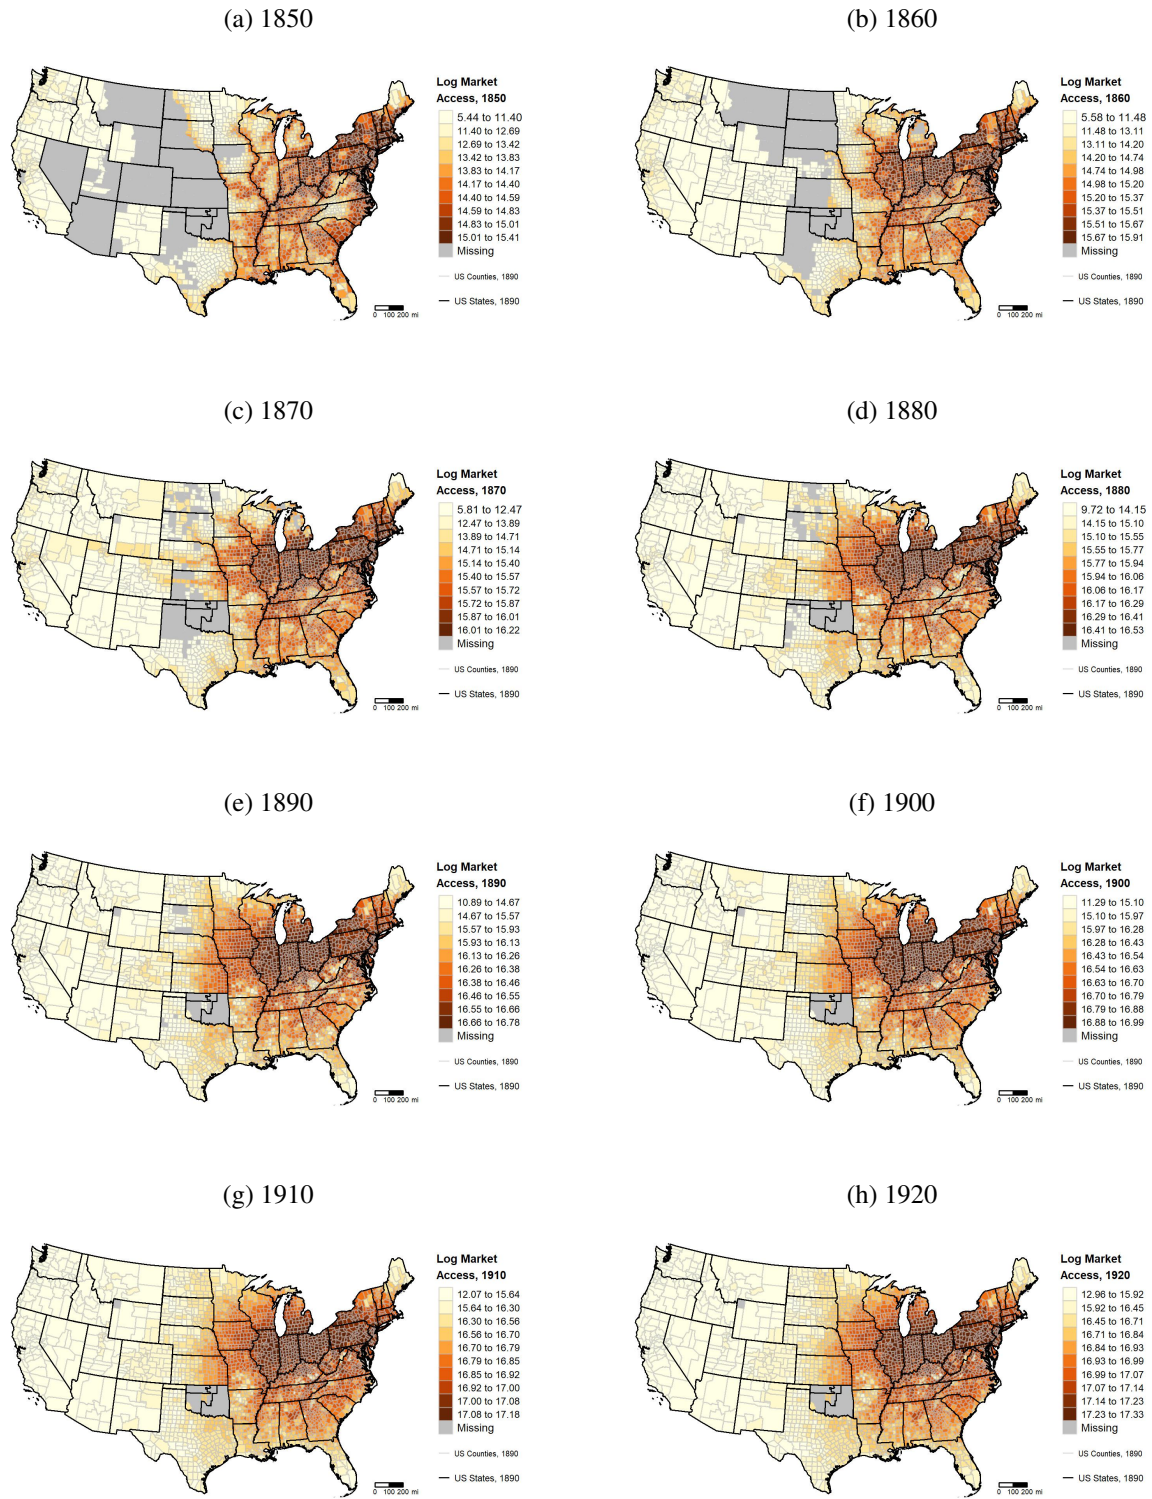 (a) 1850
(b) 1860
Log Market
Access, 1850
5.44 to 11.40
11.40 to 12.69
12.69 to 13.42
13.42 to 13.83
13.83 to 14.17
14.17 to 14.40
14.40 to 14.59
14.59 to 14.83
14.83 to 15.01
15.01 to 15.41
Missing
US Counties, 1890
US States, 1890
0 100 200 mi
Log Market
Access, 1860
5.58 to 11.48
11.48 to 13.11
13.11 to 14.20
14.20 to 14.74
14.74 to 14.98
14.98 to 15.20
15.20 to 15.37
15.37 to 15.51
15.51 to 15.67
15.67 to 15.91
Missing
US Counties, 1890
US States, 1890
0 100 200 mi
(c) 1870
(d) 1880
Log Market
Access, 1870
5.81 to 12.47
12.47 to 13.89
13.89 to 14.71
14.71 to 15.14
15.14 to 15.40
15.40 to 15.57
15.57 to 15.72
15.72 to 15.87
15.87 to 16.01
16.01 to 16.22
Missing
US Counties, 1890
US States, 1890
0 100 200 mi
Log Market
Access, 1880
9.72 to 14.15
14.15 to 15.10
15.10 to 15.55
15.55 to 15.77
15.77 to 15.94
15.94 to 16.06
16.06 to 16.17
16.17 to 16.29
16.29 to 16.41
16.41 to 16.53
Missing
US Counties, 1890
US States, 1890
0 100 200 mi
(e) 1890
(f) 1900
Log Market
Access, 1890
10.89 to 14.67
14.67 to 15.57
15.57 to 15.93
15.93 to 16.13
16.13 to 16.26
16.26 to 16.38
16.38 to 16.46
16.46 to 16.55
16.55 to 16.66
16.66 to 16.78
Missing
US Counties, 1890
US States, 1890
0 100 200 mi
Log Market
Access, 1900
11.29 to 15.10
15.10 to 15.97
15.97 to 16.28
16.28 to 16.43
16.43 to 16.54
16.54 to 16.63
16.63 to 16.70
16.70 to 16.79
16.79 to 16.88
16.88 to 16.99
Missing
US Counties, 1890
US States, 1890
0 100 200 mi
(g) 1910
(h) 1920
Log Market
Access, 1910
12.07 to 15.64
15.64 to 16.30
16.30 to 16.56
16.56 to 16.70
16.70 to 16.79
16.79 to 16.85
16.85 to 16.92
16.92 to 17.00
17.00 to 17.08
17.08 to 17.18
Missing
US Counties, 1890
US States, 1890
0 100 200 mi
Log Market
Access, 1920
12.96 to 15.92
15.92 to 16.45
16.45 to 16.71
16.71 to 16.84
16.84 to 16.93
16.93 to 16.99
16.99 to 17.07
17.07 to 17.14
17.14 to 17.23
17.23 to 17.33
Missing
US Counties, 1890
US States, 1890
0 100 200 mi